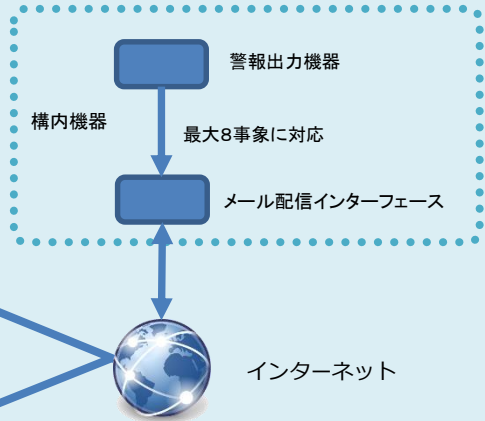 警報出力機器
構内機器
最大8事象に対応
メール配信インターフェース
インターネット